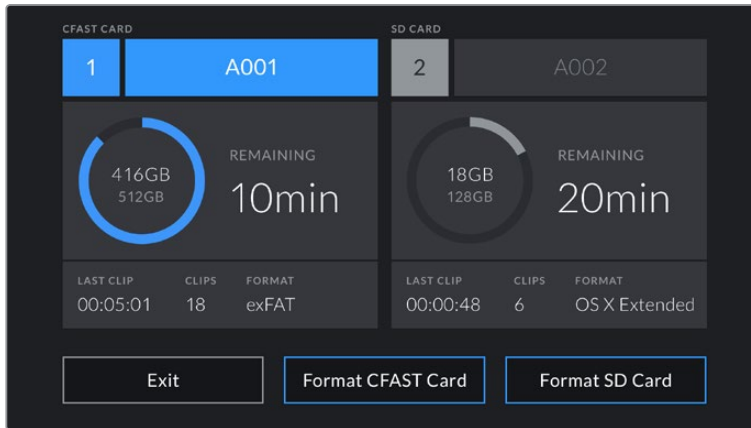 CFAST CARD
1
A001
416GB
512GB
REMAINING
10min
LAST CLIP CLIPS FORMAT
00:05:01 18 exFAT
SD CARD
2
A002
18GB
128GB
REMAINING
20min
LAST CLIP CLIPS FORMAT
00:00:48 6 OS X Extended
Exit
Format CFAST Card
Format SD Card